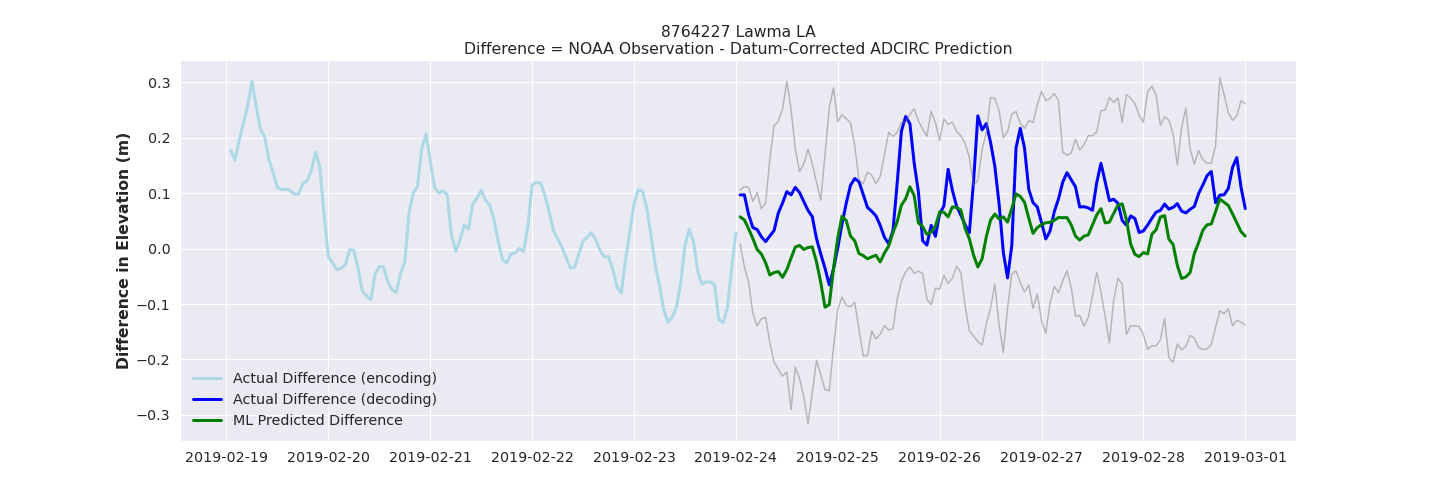 8764227 Lawma LA
Difference = NOAA Observation - Datum-Corrected ADCIRC Prediction
Difference in Elevation (m)
0.3
0.2
0.1
0.0
−0.1
−0.2
−0.3
Actual Difference (encoding)
Actual Difference (decoding)
ML Predicted Difference
2019-02-19 2019-02-20 2019-02-21 2019-02-22 2019-02-23 2019-02-24 2019-02-25 2019-02-26 2019-02-27 2019-02-28 2019-03-01